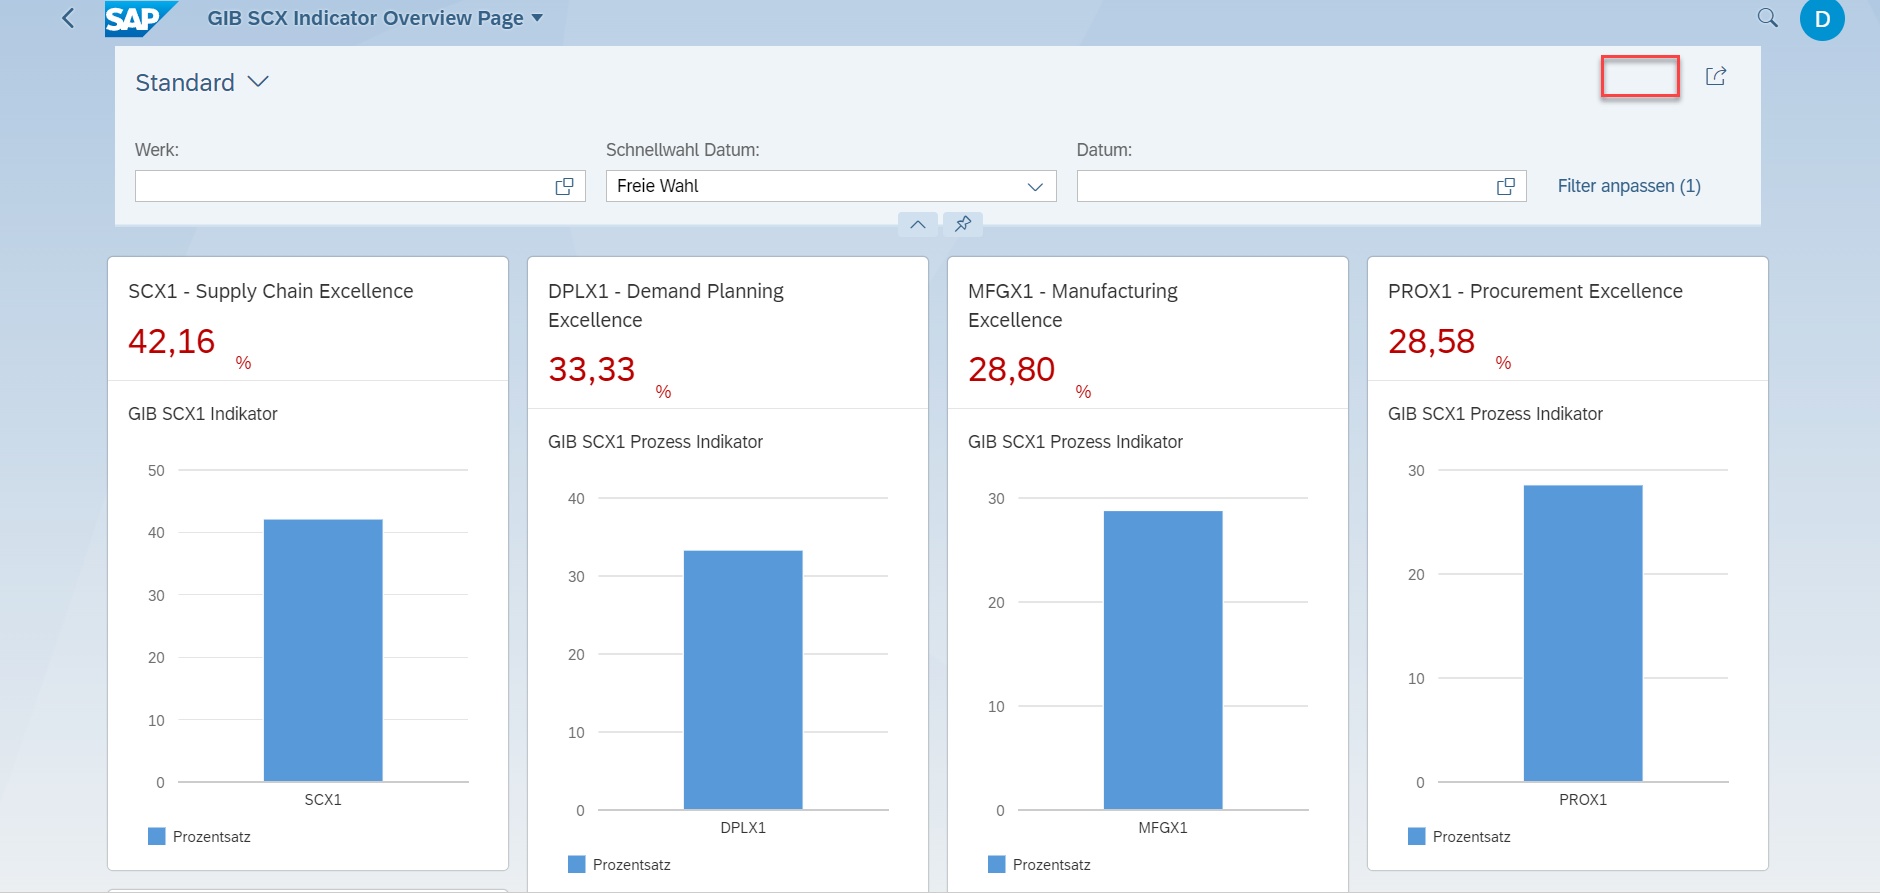 SAP GIB SCX Indicator Overview Page
D
Standard
Werk:
Schnellwahl Datum:
Datum:
Freie Wahl
Filter anpassen (1)
SCX1 - Supply Chain Excellence
42,16 %
GIB SCX1 Indikator
50
40
30
20
10
0
SCX1
Prozentsatz
DPLX1 - Demand Planning
Excellence
33,33 %
GIB SCX1 Prozess Indikator
40
30
20
10
0
DPLX1
Prozentsatz
MFGX1 - Manufacturing
Excellence
28,80 %
GIB SCX1 Prozess Indikator
30
20
10
0
MFGX1
Prozentsatz
PROX1 - Procurement Excellence
28,58 %
GIB SCX1 Prozess Indikator
30
20
10
0
PROX1
Prozentsatz